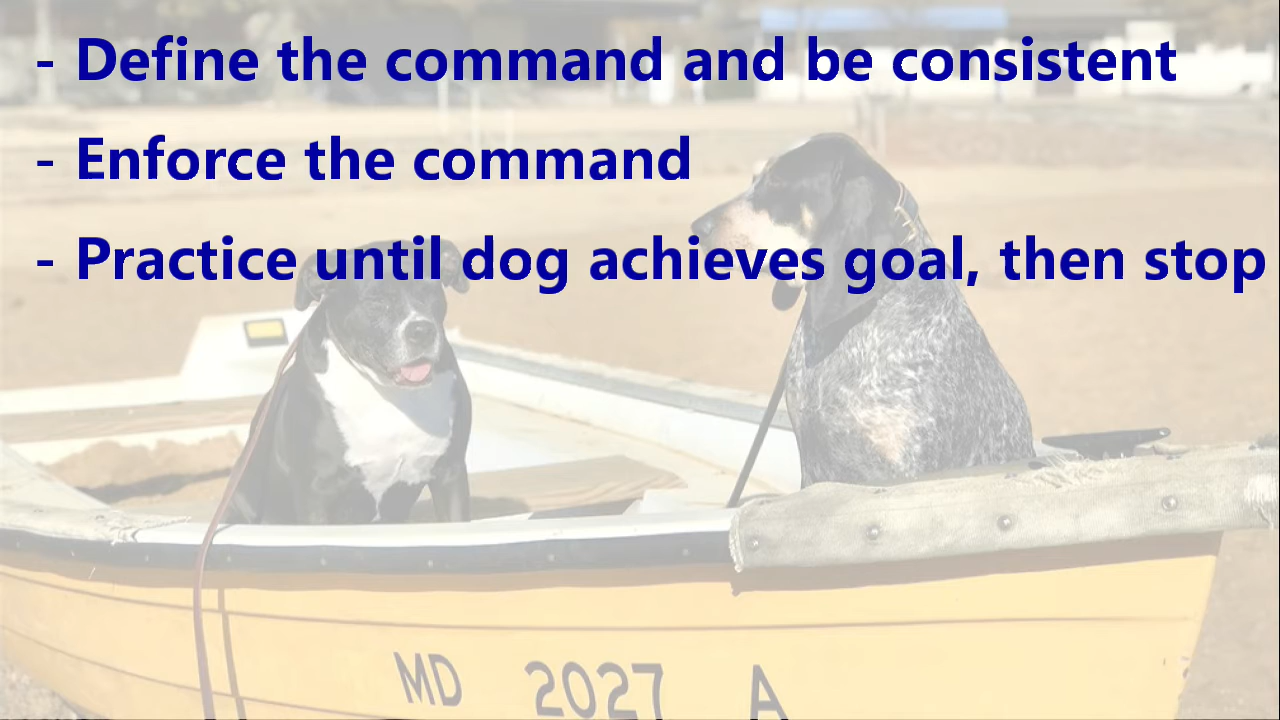 - Define the command and be consistent
- Enforce the command
- Practice until dog achieves goal, then stop
MD 2027 A